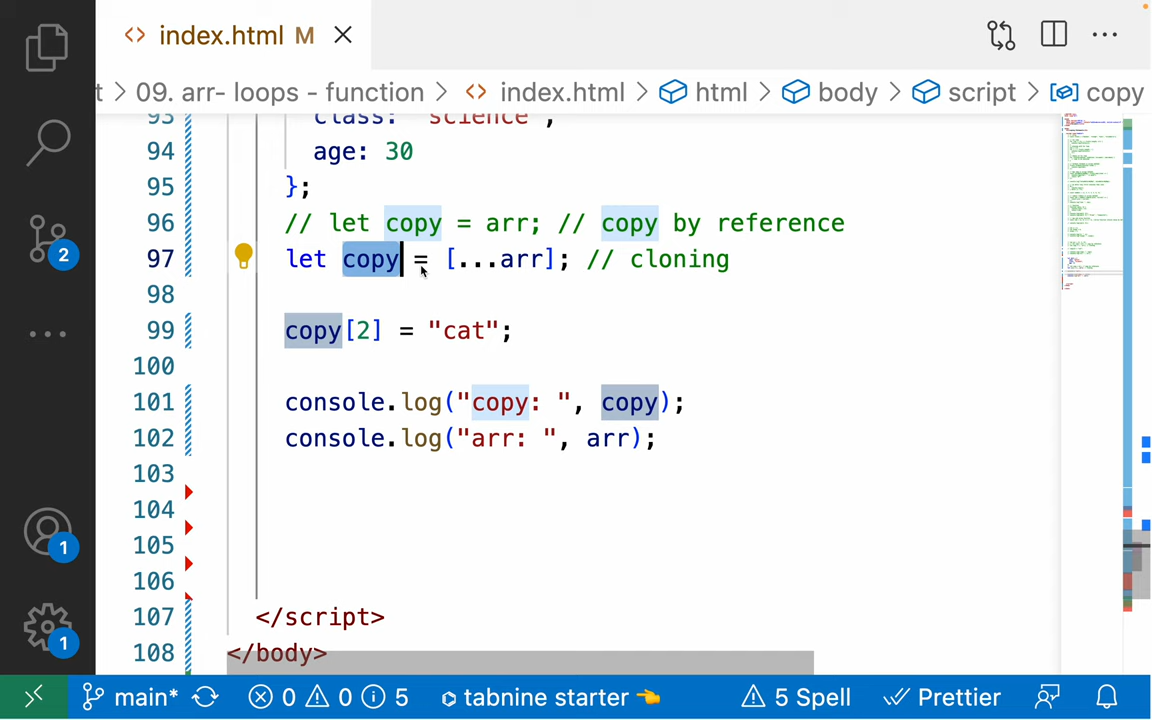 index.html M
t > 09. arr- loops - function > index.html > html > body > script > copy
93 class: "science",
94 age: 30
95 };
96 // let copy = arr; // copy by reference
97 let copy = [...arr]; // cloning
98
99 copy[2] = "cat";
100
101 console.log("copy: ", copy);
102 console.log("arr: ", arr);
103
104
105
106
107 </script>
108 </body>
2
1
1
main* 0 0 5 tabnine starter 5 Spell Prettier